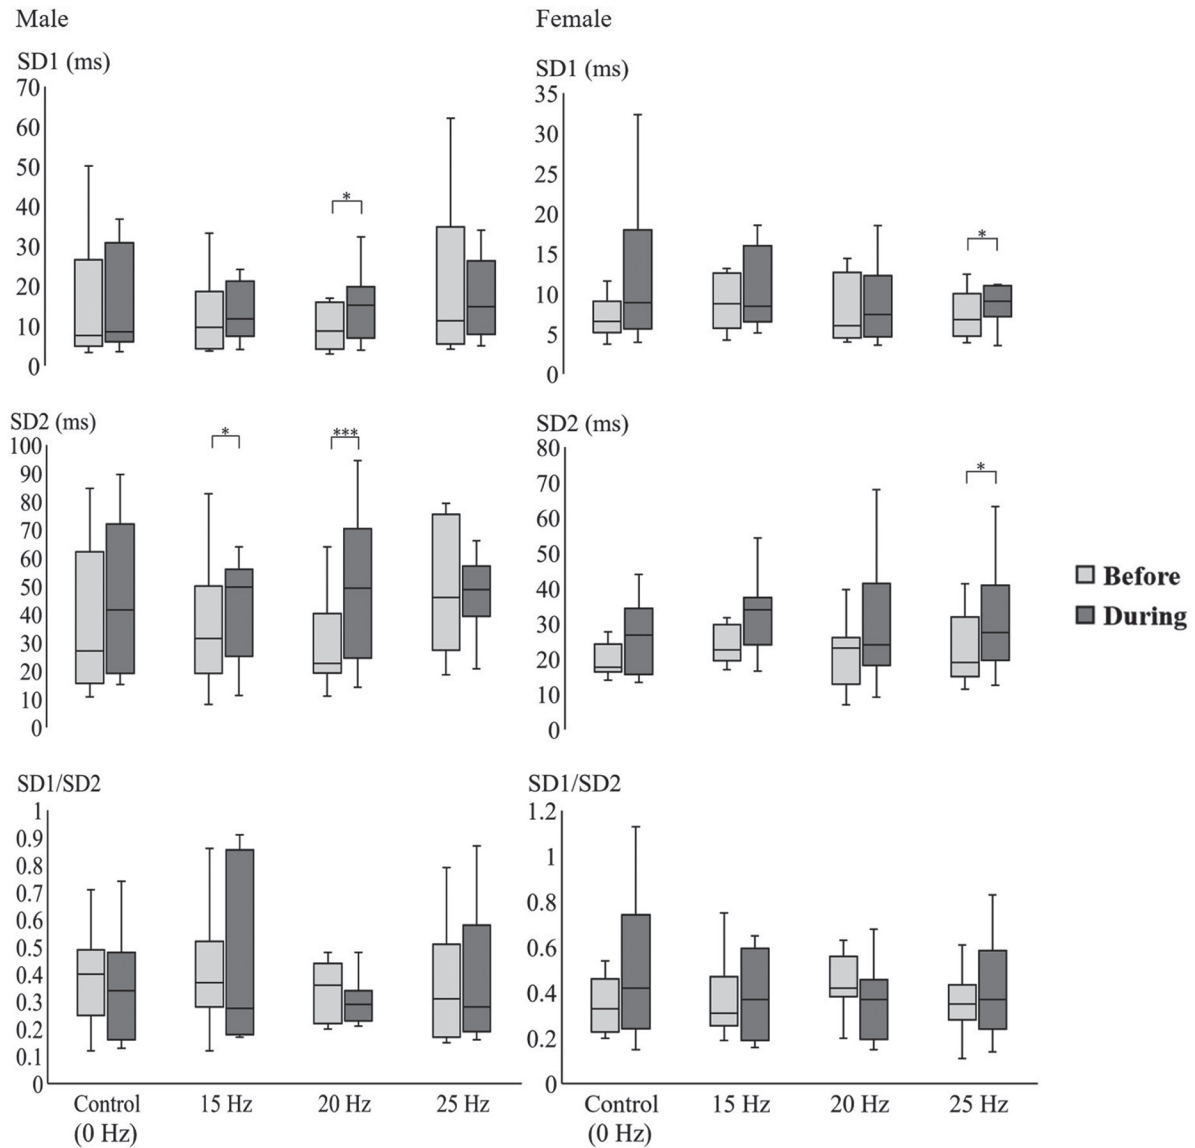 Male
Female
SD1 (ms)
70
60
50
40
30
20
10
0
*
SD1 (ms)
35
30
25
20
15
10
5
0
*
SD2 (ms)
100
90
80
70
60
50
40
30
20
10
0
*
***
SD2 (ms)
80
70
60
50
40
30
20
10
0
*
Before
During
SD1/SD2
1
0.9
0.8
0.7
0.6
0.5
0.4
0.3
0.2
0.1
0
Control
(0 Hz)
15 Hz
20 Hz
25 Hz
SD1/SD2
1.2
1
0.8
0.6
0.4
0.2
0
Control
(0 Hz)
15 Hz
20 Hz
25 Hz